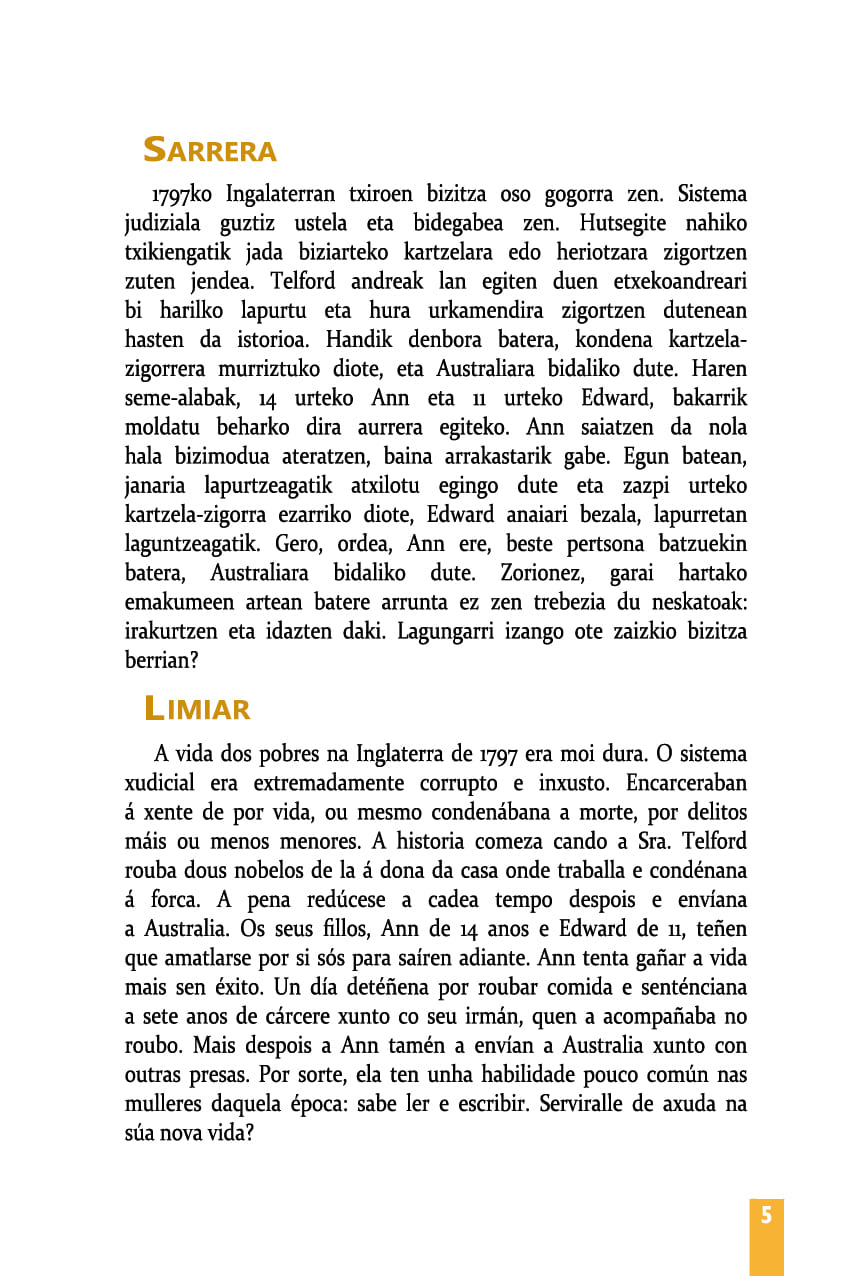 SARRERA
1797ko Ingalaterran txiroen bizitza oso gogorra zen. Sistema
judiziala guztiz ustela eta bidegabea zen. Hutsegite nahiko
txikiengatik jada biziarteko kartzelara edo heriotzara zigortzen
zuten jendea. Telford andreak lan egiten duen etxekoandreari
bi harilko lapurtu eta hura urkamendira zigortzen dutenean
hasten da istorioa. Handik denbora batera, kondena kartzela-
zigorrera murriztuko diote, eta Australiara bidaliko dute. Haren
seme-alabak, 14 urteko Ann eta 11 urteko Edward, bakarrik
moldatu beharko dira aurrera egiteko. Ann saiatzen da nola
hala bizimodua ateratzen, baina arrakastarik gabe. Egun batean,
janaria lapurtzeagatik atxilotu egingo dute eta zazpi urteko
kartzela-zigorra ezarriko diote, Edward anaiari bezala, lapurretan
laguntzeagatik. Gero, ordea, Ann ere, beste pertsona batzuekin
batera, Australiara bidaliko dute. Zorionez, garai hartako
emakumeen artean batere arrunta ez zen trebezia du neskatoak:
irakurtzen eta idazten daki. Lagungarri izango ote zaizkio bizitza
berrian?
LIMIAR
A vida dos pobres na Inglaterra de 1797 era moi dura. O sistema
xudicial era extremadamente corrupto e inxusto. Encarceraban
á xente de por vida, ou mesmo condenábana a morte, por delitos
máis ou menos menores. A historia comeza cando a Sra. Telford
rouba dous nobelos de la á dona da casa onde traballa e condénana
á forca. A pena redúcese a cadea tempo despois e envíana
a Australia. Os seus fillos, Ann de 14 anos e Edward de 11, teñen
que amatlarse por si sós para saíren adiante. Ann tenta gañar a vida
mais sen éxito. Un día detéñena por roubar comida e senténciana
a sete anos de cárcere xunto co seu irmán, quen a acompañaba no
roubo. Mais despois a Ann tamén a envían a Australia xunto con
outras presas. Por sorte, ela ten unha habilidade pouco común nas
mulleres daquela época: sabe ler e escribir. Serviralle de axuda na
súa nova vida?
5